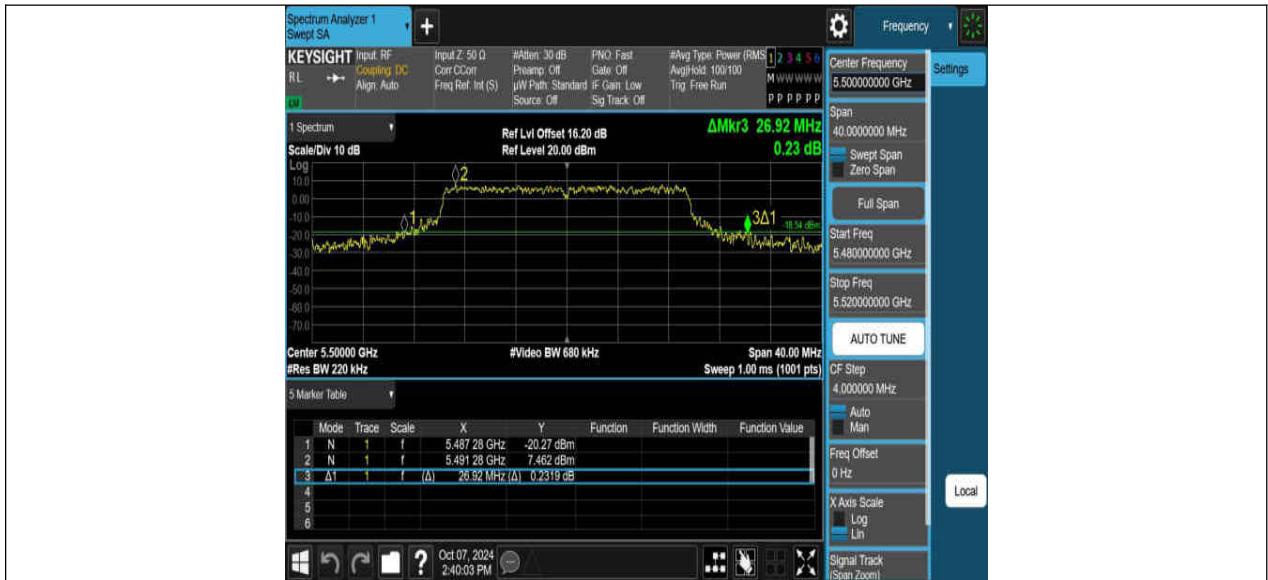 Spectrum Analyzer 1
Swept SA
+
Frequency
KEYSIGHT
RL
LM
Input: RF
Coupling: DC
Align: Auto
Input Z: 50 Ω
Corr CCorr
Freq Ref: Int (S)
#Atten: 30 dB
Preamp: Off
µW Path: Standard
Source: Off
PNO: Fast
Gate: Off
IF Gain: Low
Sig Track: Off
#Avg Type: Power (RMS
Avg|Hold: 100/100
Trig: Free Run
1 2 3 4 5 6
M W W W W W
P P P P P P
1 Spectrum
Scale/Div 10 dB
Ref Lvl Offset 16.20 dB
Ref Level 20.00 dBm
ΔMkr3 26.92 MHz
0.23 dB
Log
10.0
0.00
-10.0
-20.0
-30.0
-40.0
-50.0
-60.0
-70.0
1
2
3Δ1
-18.54 dBm
Center 5.50000 GHz
#Res BW 220 kHz
#Video BW 680 kHz
Span 40.00 MHz
Sweep 1.00 ms (1001 pts)
5 Marker Table
Mode Trace Scale X Y Function Function Width Function Value
1 N 1 f 5.487 28 GHz -20.27 dBm
2 N 1 f 5.491 28 GHz 7.462 dBm
3 Δ1 1 f (Δ) 26.92 MHz (Δ) 0.2319 dB
4
5
6
Oct 07, 2024
2:40:03 PM
Center Frequency
5.500000000 GHz
Settings
Span
40.0000000 MHz
Swept Span
Zero Span
Full Span
Start Freq
5.480000000 GHz
Stop Freq
5.520000000 GHz
AUTO TUNE
CF Step
4.000000 MHz
Auto
Man
Freq Offset
0 Hz
X Axis Scale
Log
Lin
Local
Signal Track
(Span Zoom)